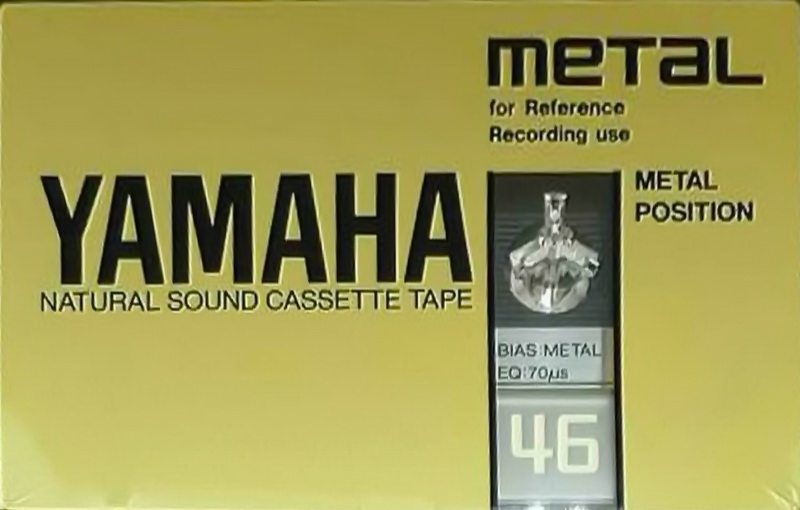 metal
for Reference
Recording use
YAMAHA
NATURAL SOUND CASSETTE TAPE
METAL
POSITION
BIAS:METAL
EQ:70μs
46